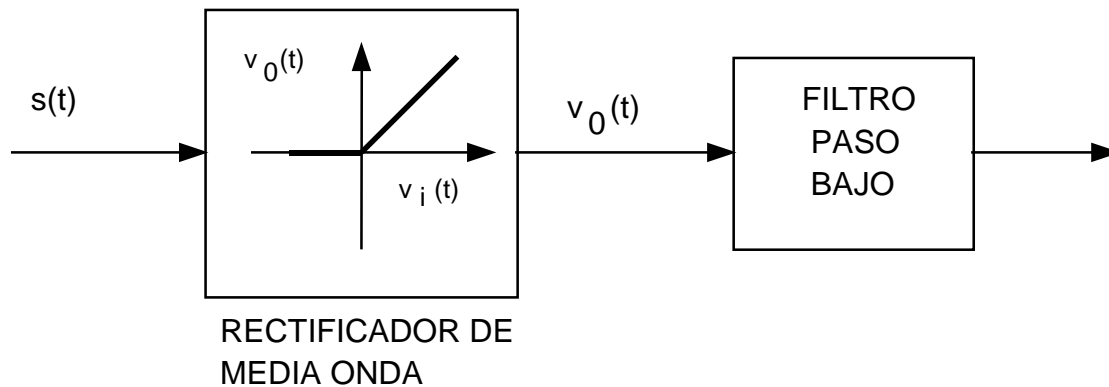 v0(t)
s(t)
vi(t)
v0(t)
FILTRO
PASO
BAJO
RECTIFICADOR DE
MEDIA ONDA